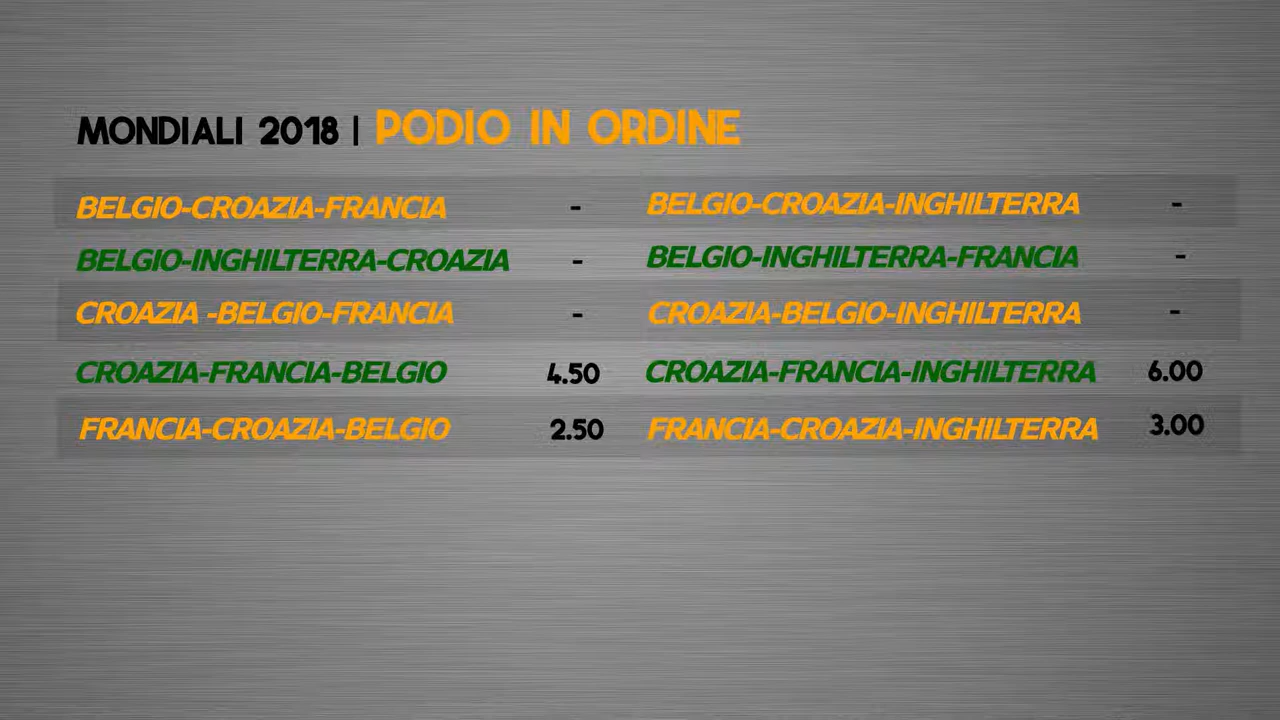 MONDIALI 2018 | PODIO IN ORDINE
BELGIO-CROAZIA-FRANCIA - BELGIO-CROAZIA-INGHILTERRA -
BELGIO-INGHILTERRA-CROAZIA - BELGIO-INGHILTERRA-FRANCIA -
CROAZIA -BELGIO-FRANCIA - CROAZIA-BELGIO-INGHILTERRA -
CROAZIA-FRANCIA-BELGIO 4.50 CROAZIA-FRANCIA-INGHILTERRA 6.00
FRANCIA-CROAZIA-BELGIO 2.50 FRANCIA-CROAZIA-INGHILTERRA 3.00